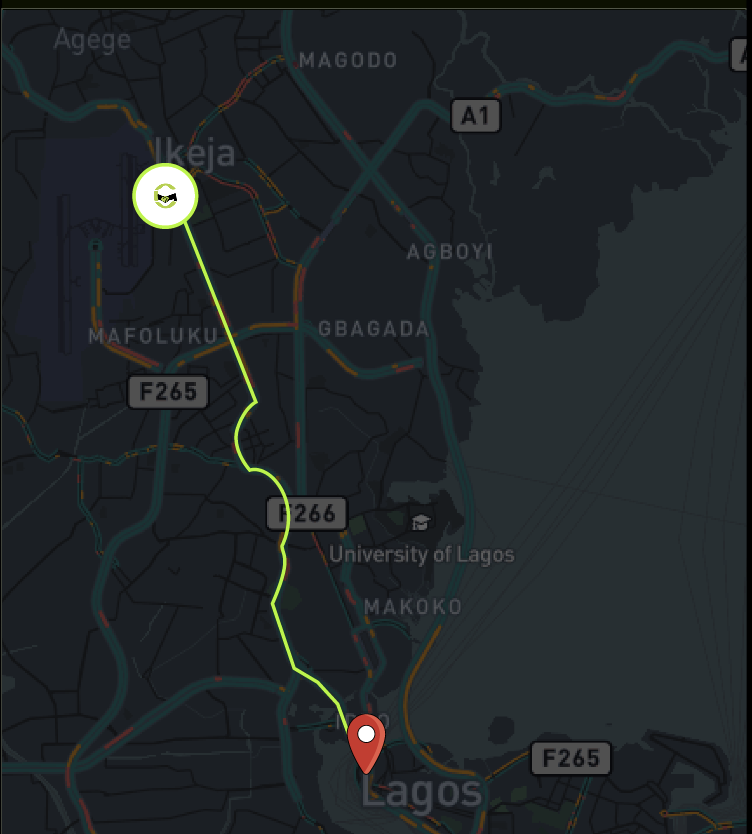 Agege
MAGODO
A1
Ikeja
AGBOYI
MAFOLUKU
GBAGADA
F265
F266
University of Lagos
MAKOKO
F265
Lagos